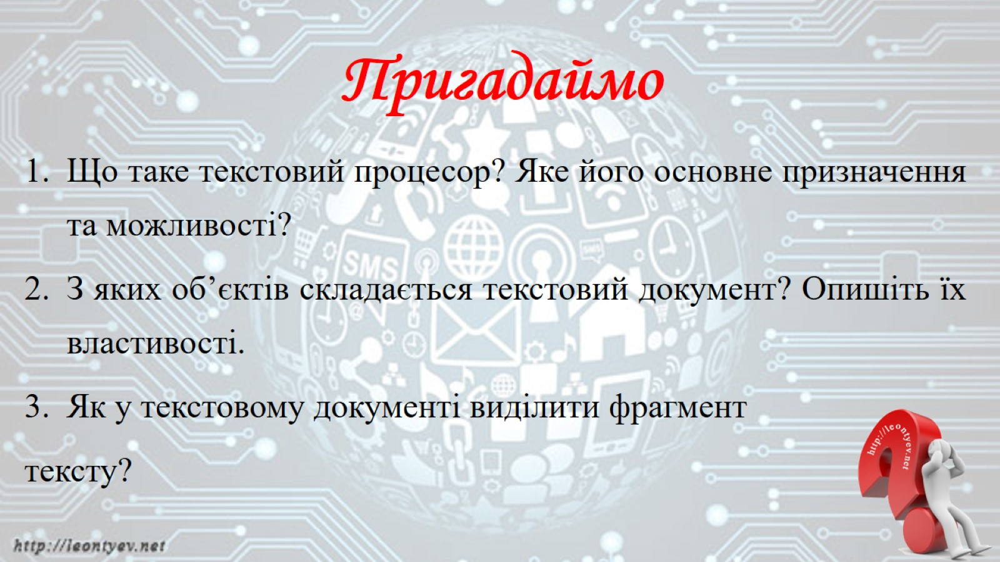 Пригадаймо
1. Що таке текстовий процесор? Яке його основне призначення
та можливості?
2. З яких об’єктів складається текстовий документ? Опишіть їх
властивості.
3. Як у текстовому документі виділити фрагмент
тексту?
http://leontyev.net
http://leontyev.net
SMS
SMS
@